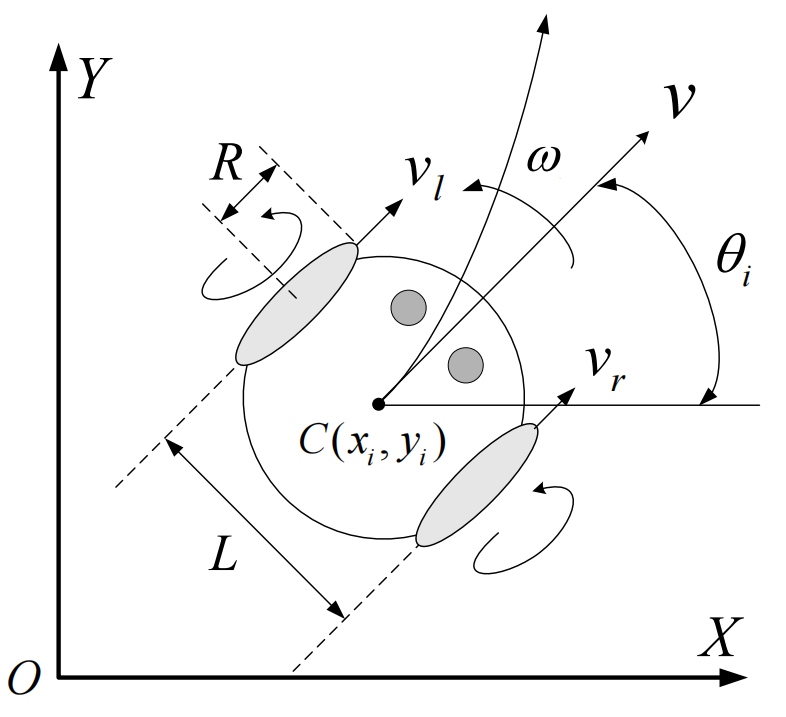 Y
R
v_l
ω
v
θ_i
v_r
C(x_i, y_i)
L
X
O